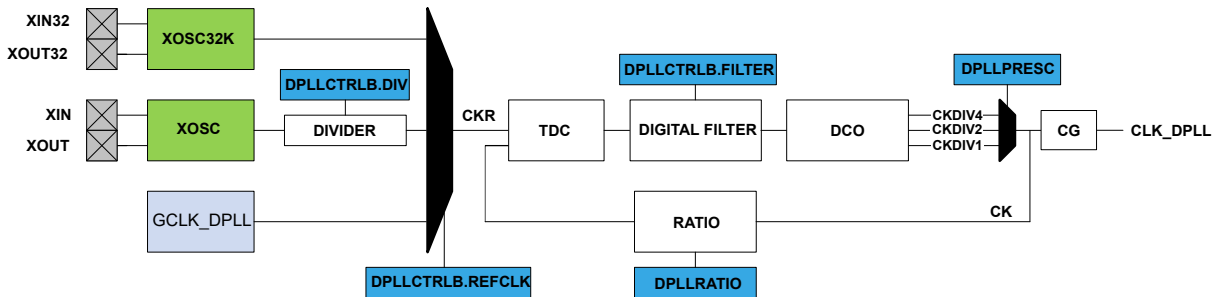 XIN32
XOUT32
XOSC32K
DPLLCTRLB.FILTER
DPLLPRESC
DPLLCTRLB.DIV
XIN
XOUT
XOSC
DIVIDER
CKR
TDC
DIGITAL FILTER
DCO
CKDIV4
CKDIV2
CKDIV1
CG
CLK_DPLL
GCLK_DPLL
RATIO
CK
DPLLCTRLB.REFCLK
DPLLRATIO